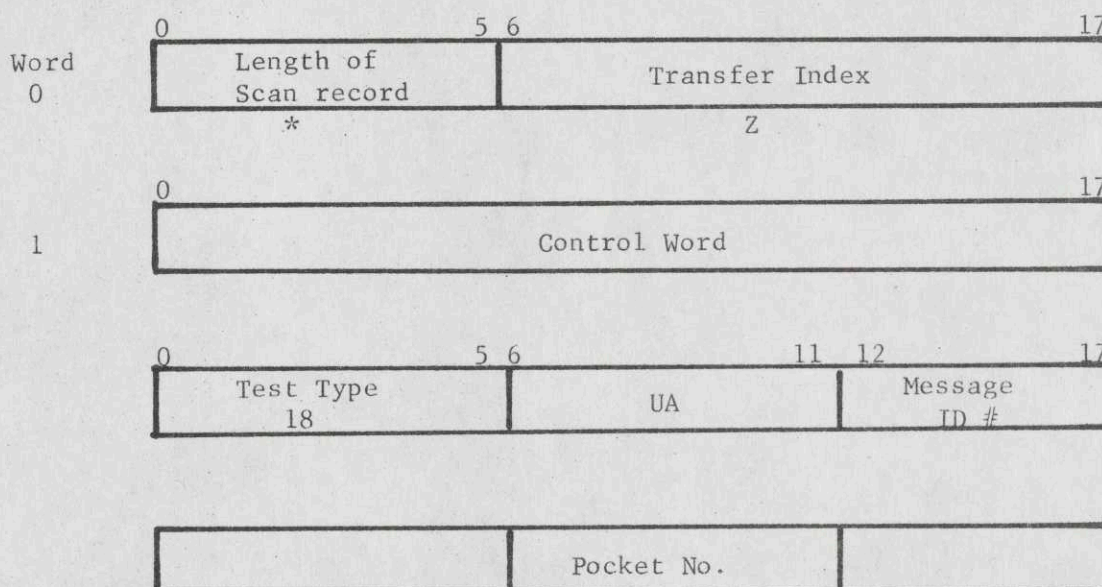 0 5 6 17
Word
0
Length of
Scan record
Transfer Index
* Z
0 17
1
Control Word
0 5 6 11 12 17
Test Type
18
UA
Message
ID #
Pocket No.